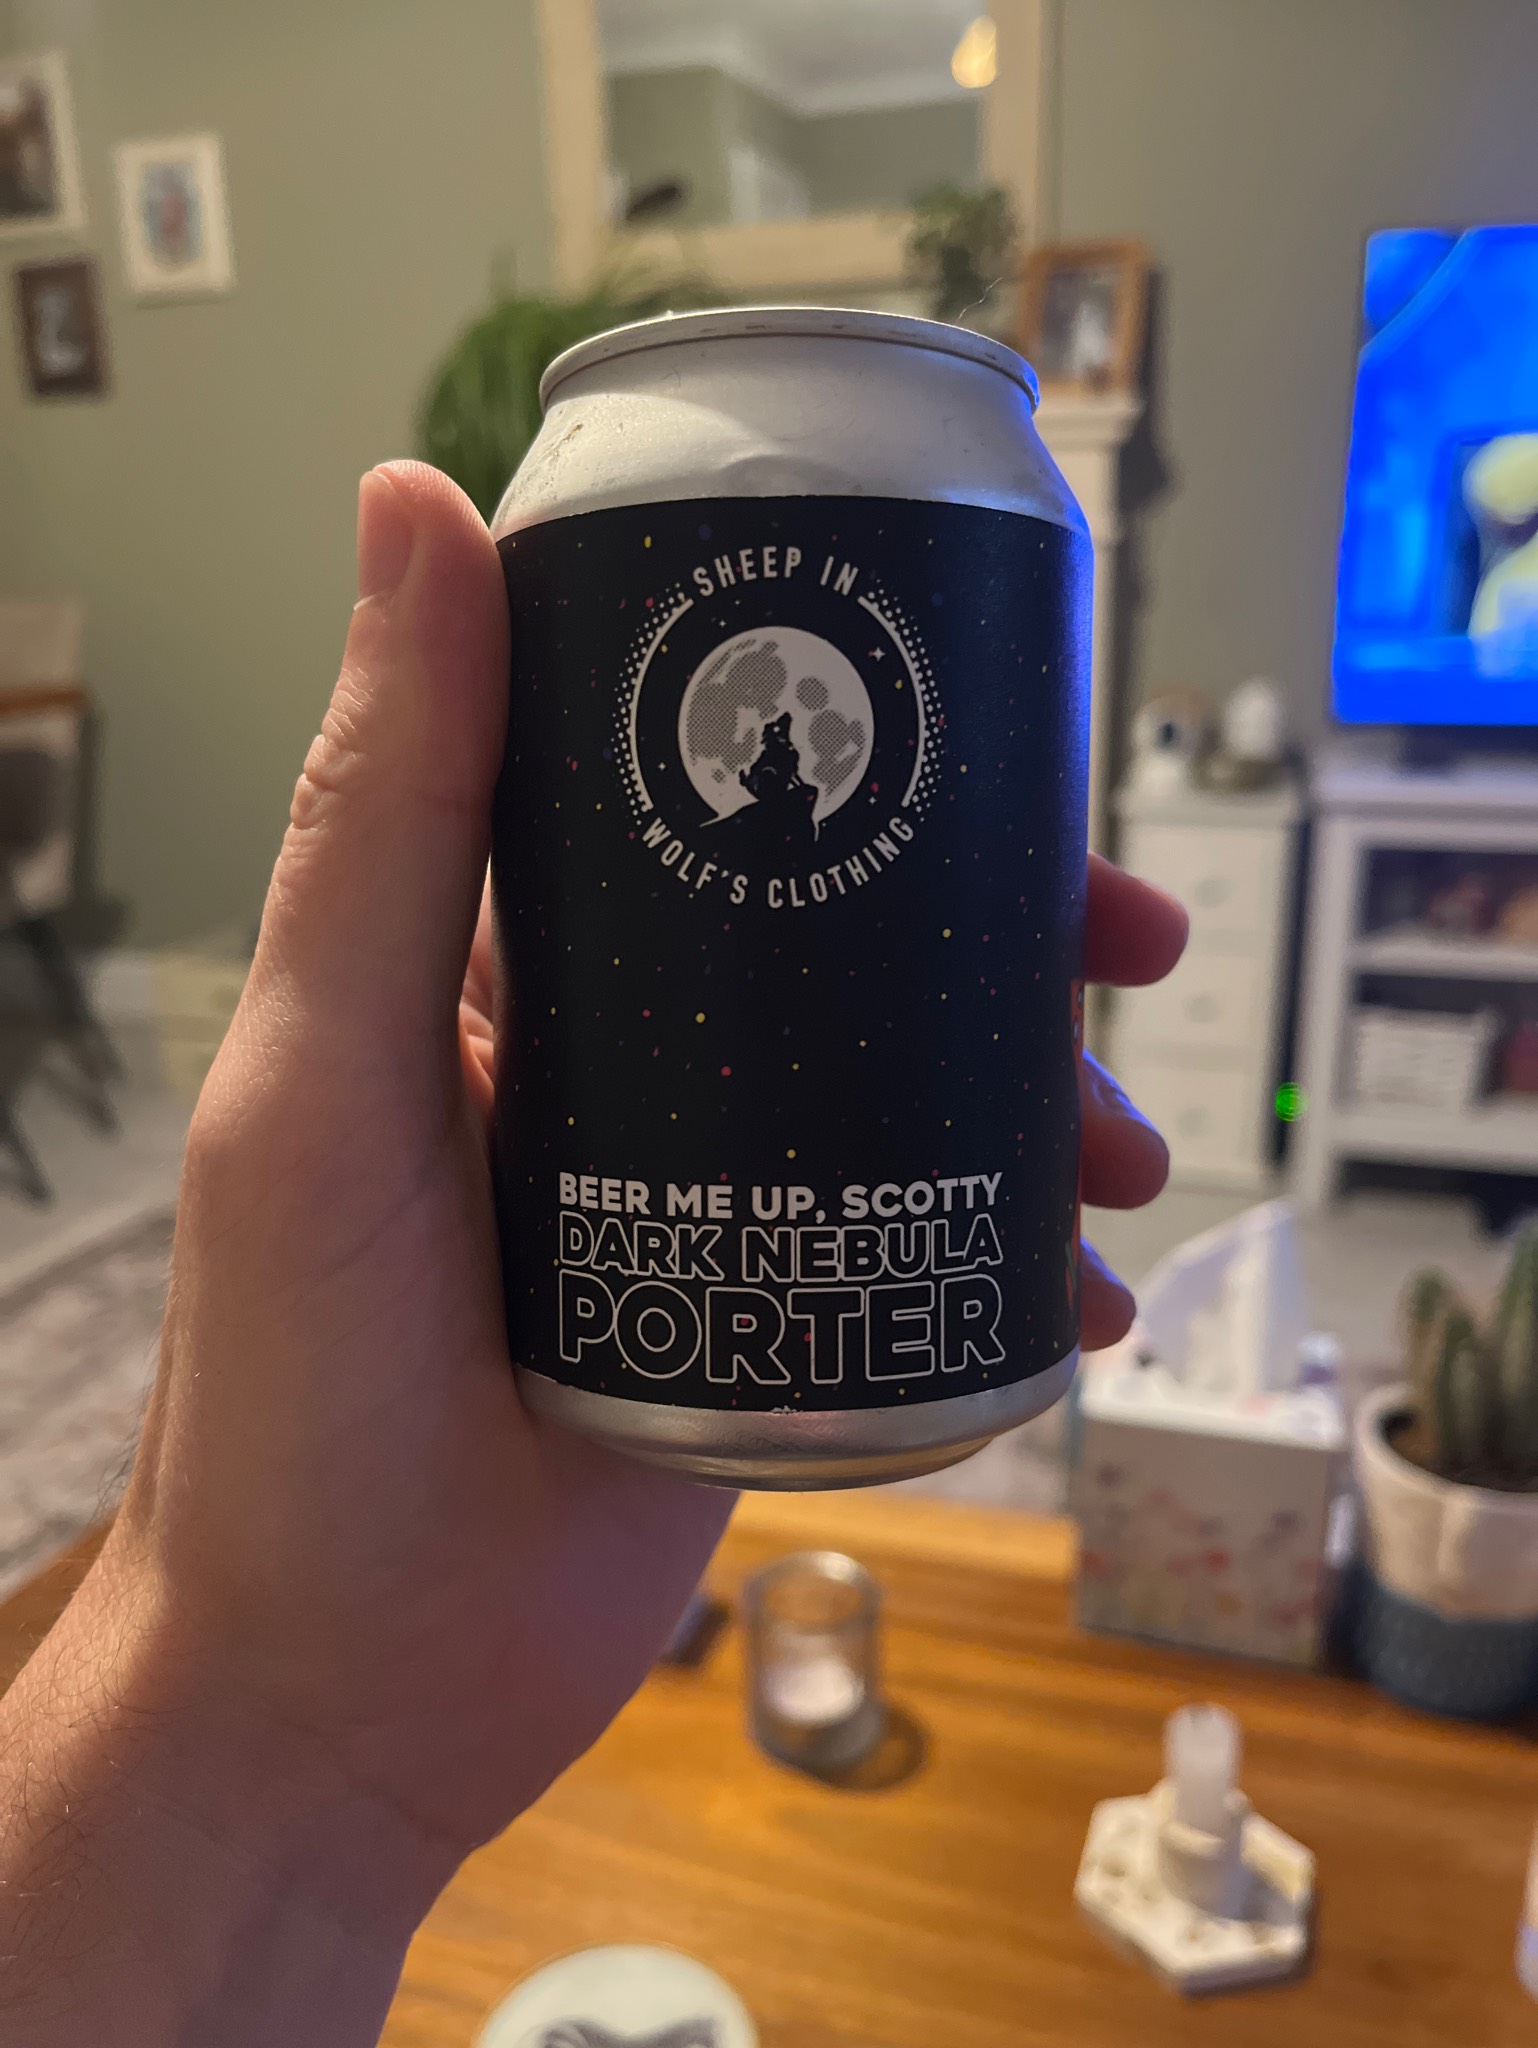 SHEEP IN
WOLF'S CLOTHING
BEER ME UP, SCOTTY
DARK NEBULA
PORTER